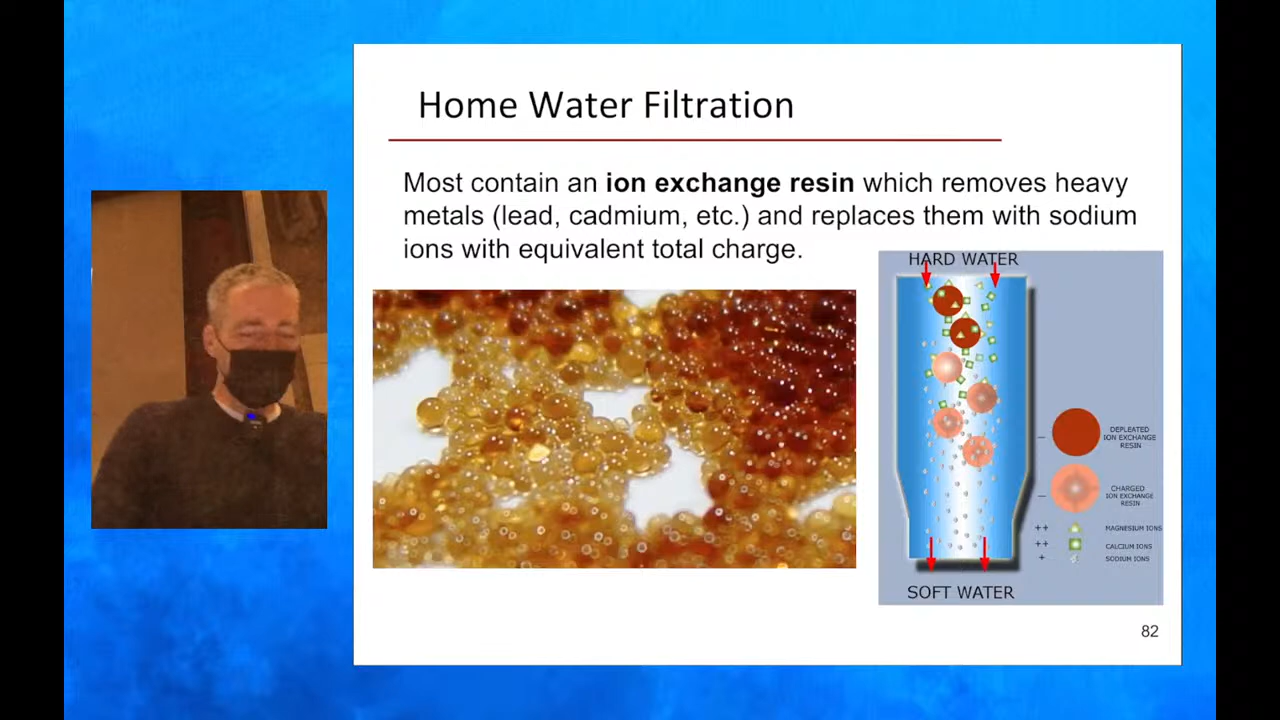 Home Water Filtration
Most contain an ion exchange resin which removes heavy
metals (lead, cadmium, etc.) and replaces them with sodium
ions with equivalent total charge.
HARD WATER
DEPLEATED
ION EXCHANGE
RESIN
CHARGED
ION EXCHANGE
RESIN
++ MAGNESIUM IONS
++ CALCIUM IONS
+ SODIUM IONS
SOFT WATER
82